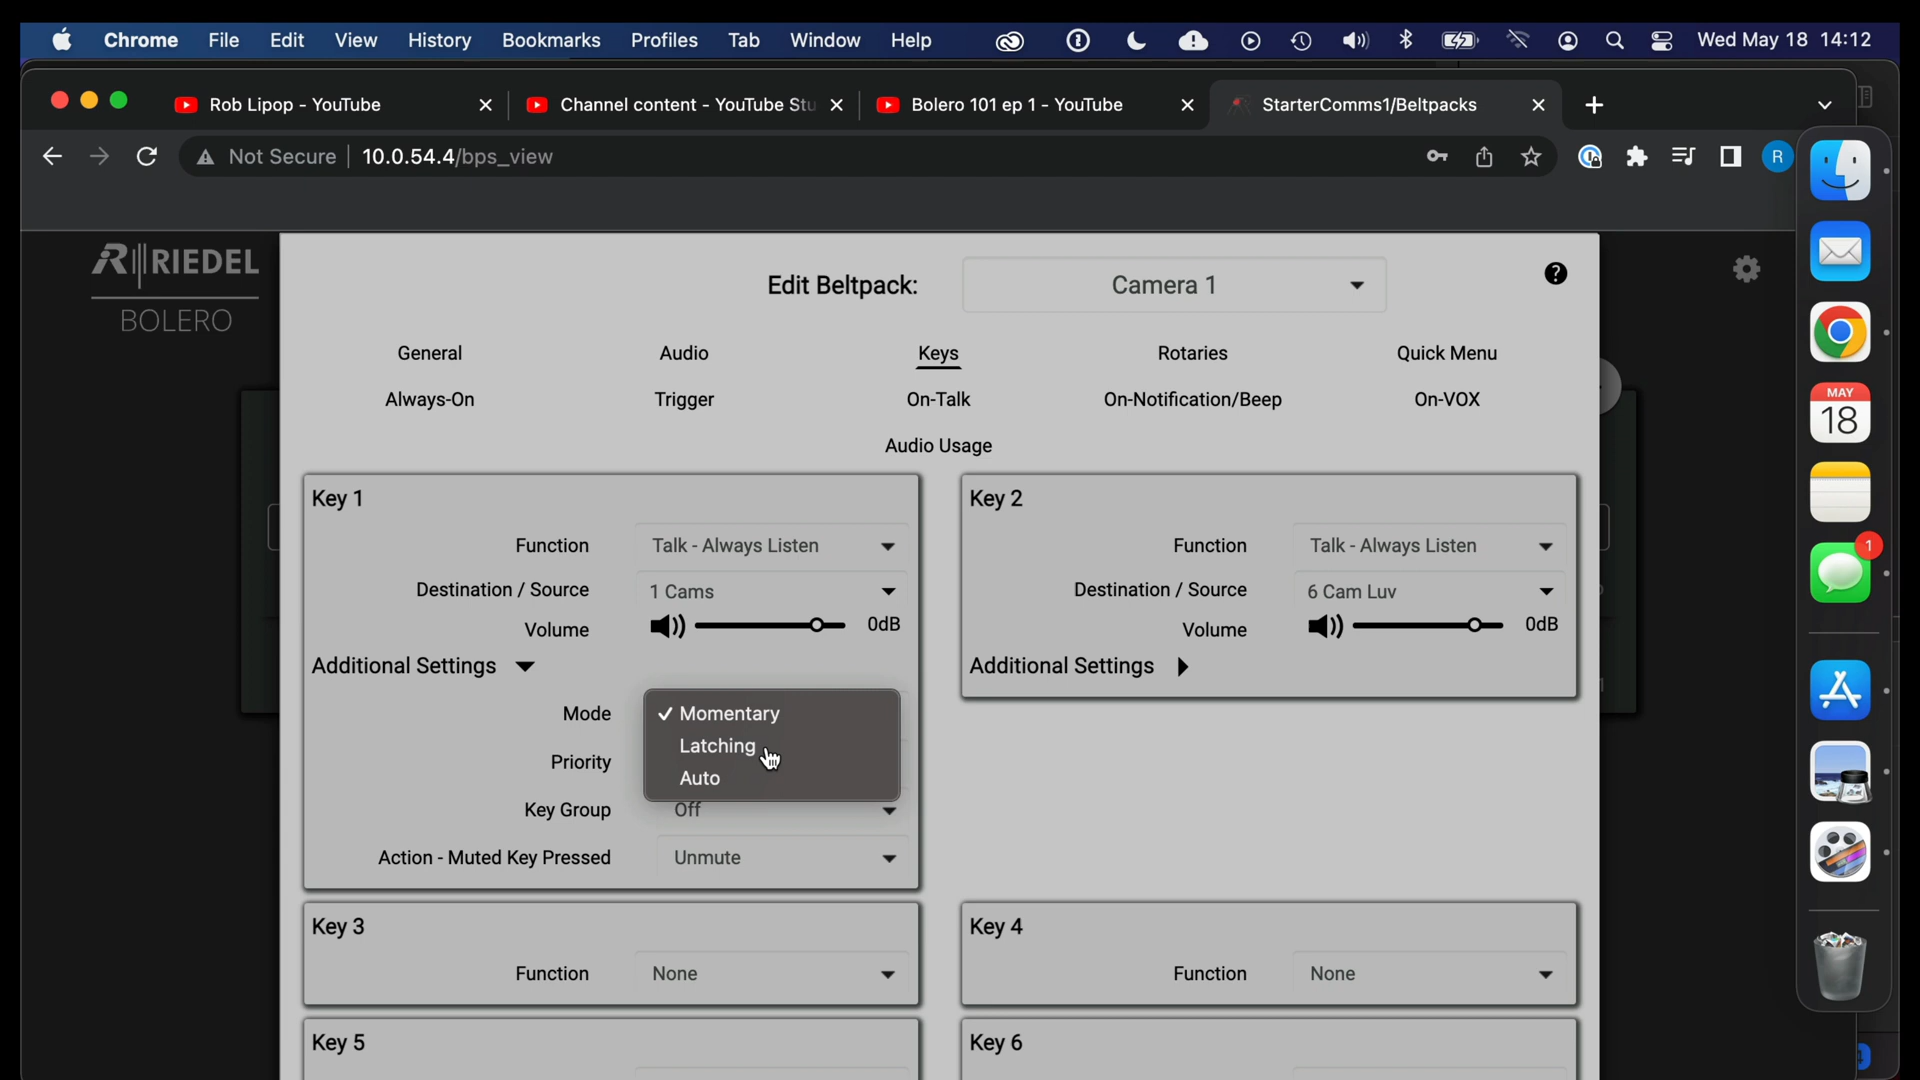 Chrome File Edit View History Bookmarks Profiles Tab Window Help Wed May 18 14:12
Rob Lipop - YouTube
Channel content - YouTube Stu
Bolero 101 ep 1 - YouTube
StarterComms1/Beltpacks
Not Secure 10.0.54.4/bps_view
R
RIEDEL
BOLERO
Edit Beltpack: Camera 1
?
General Audio Keys Rotaries Quick Menu
Always-On Trigger On-Talk On-Notification/Beep On-VOX
Audio Usage
Key 1
Function Talk - Always Listen
Destination / Source 1 Cams
Volume 0dB
Additional Settings
Mode Momentary
Latching
Auto
Priority
Key Group Off
Action - Muted Key Pressed Unmute
Key 2
Function Talk - Always Listen
Destination / Source 6 Cam Luv
Volume 0dB
Additional Settings
Key 3
Function None
Key 4
Function None
Key 5
Key 6
MAY
18
1